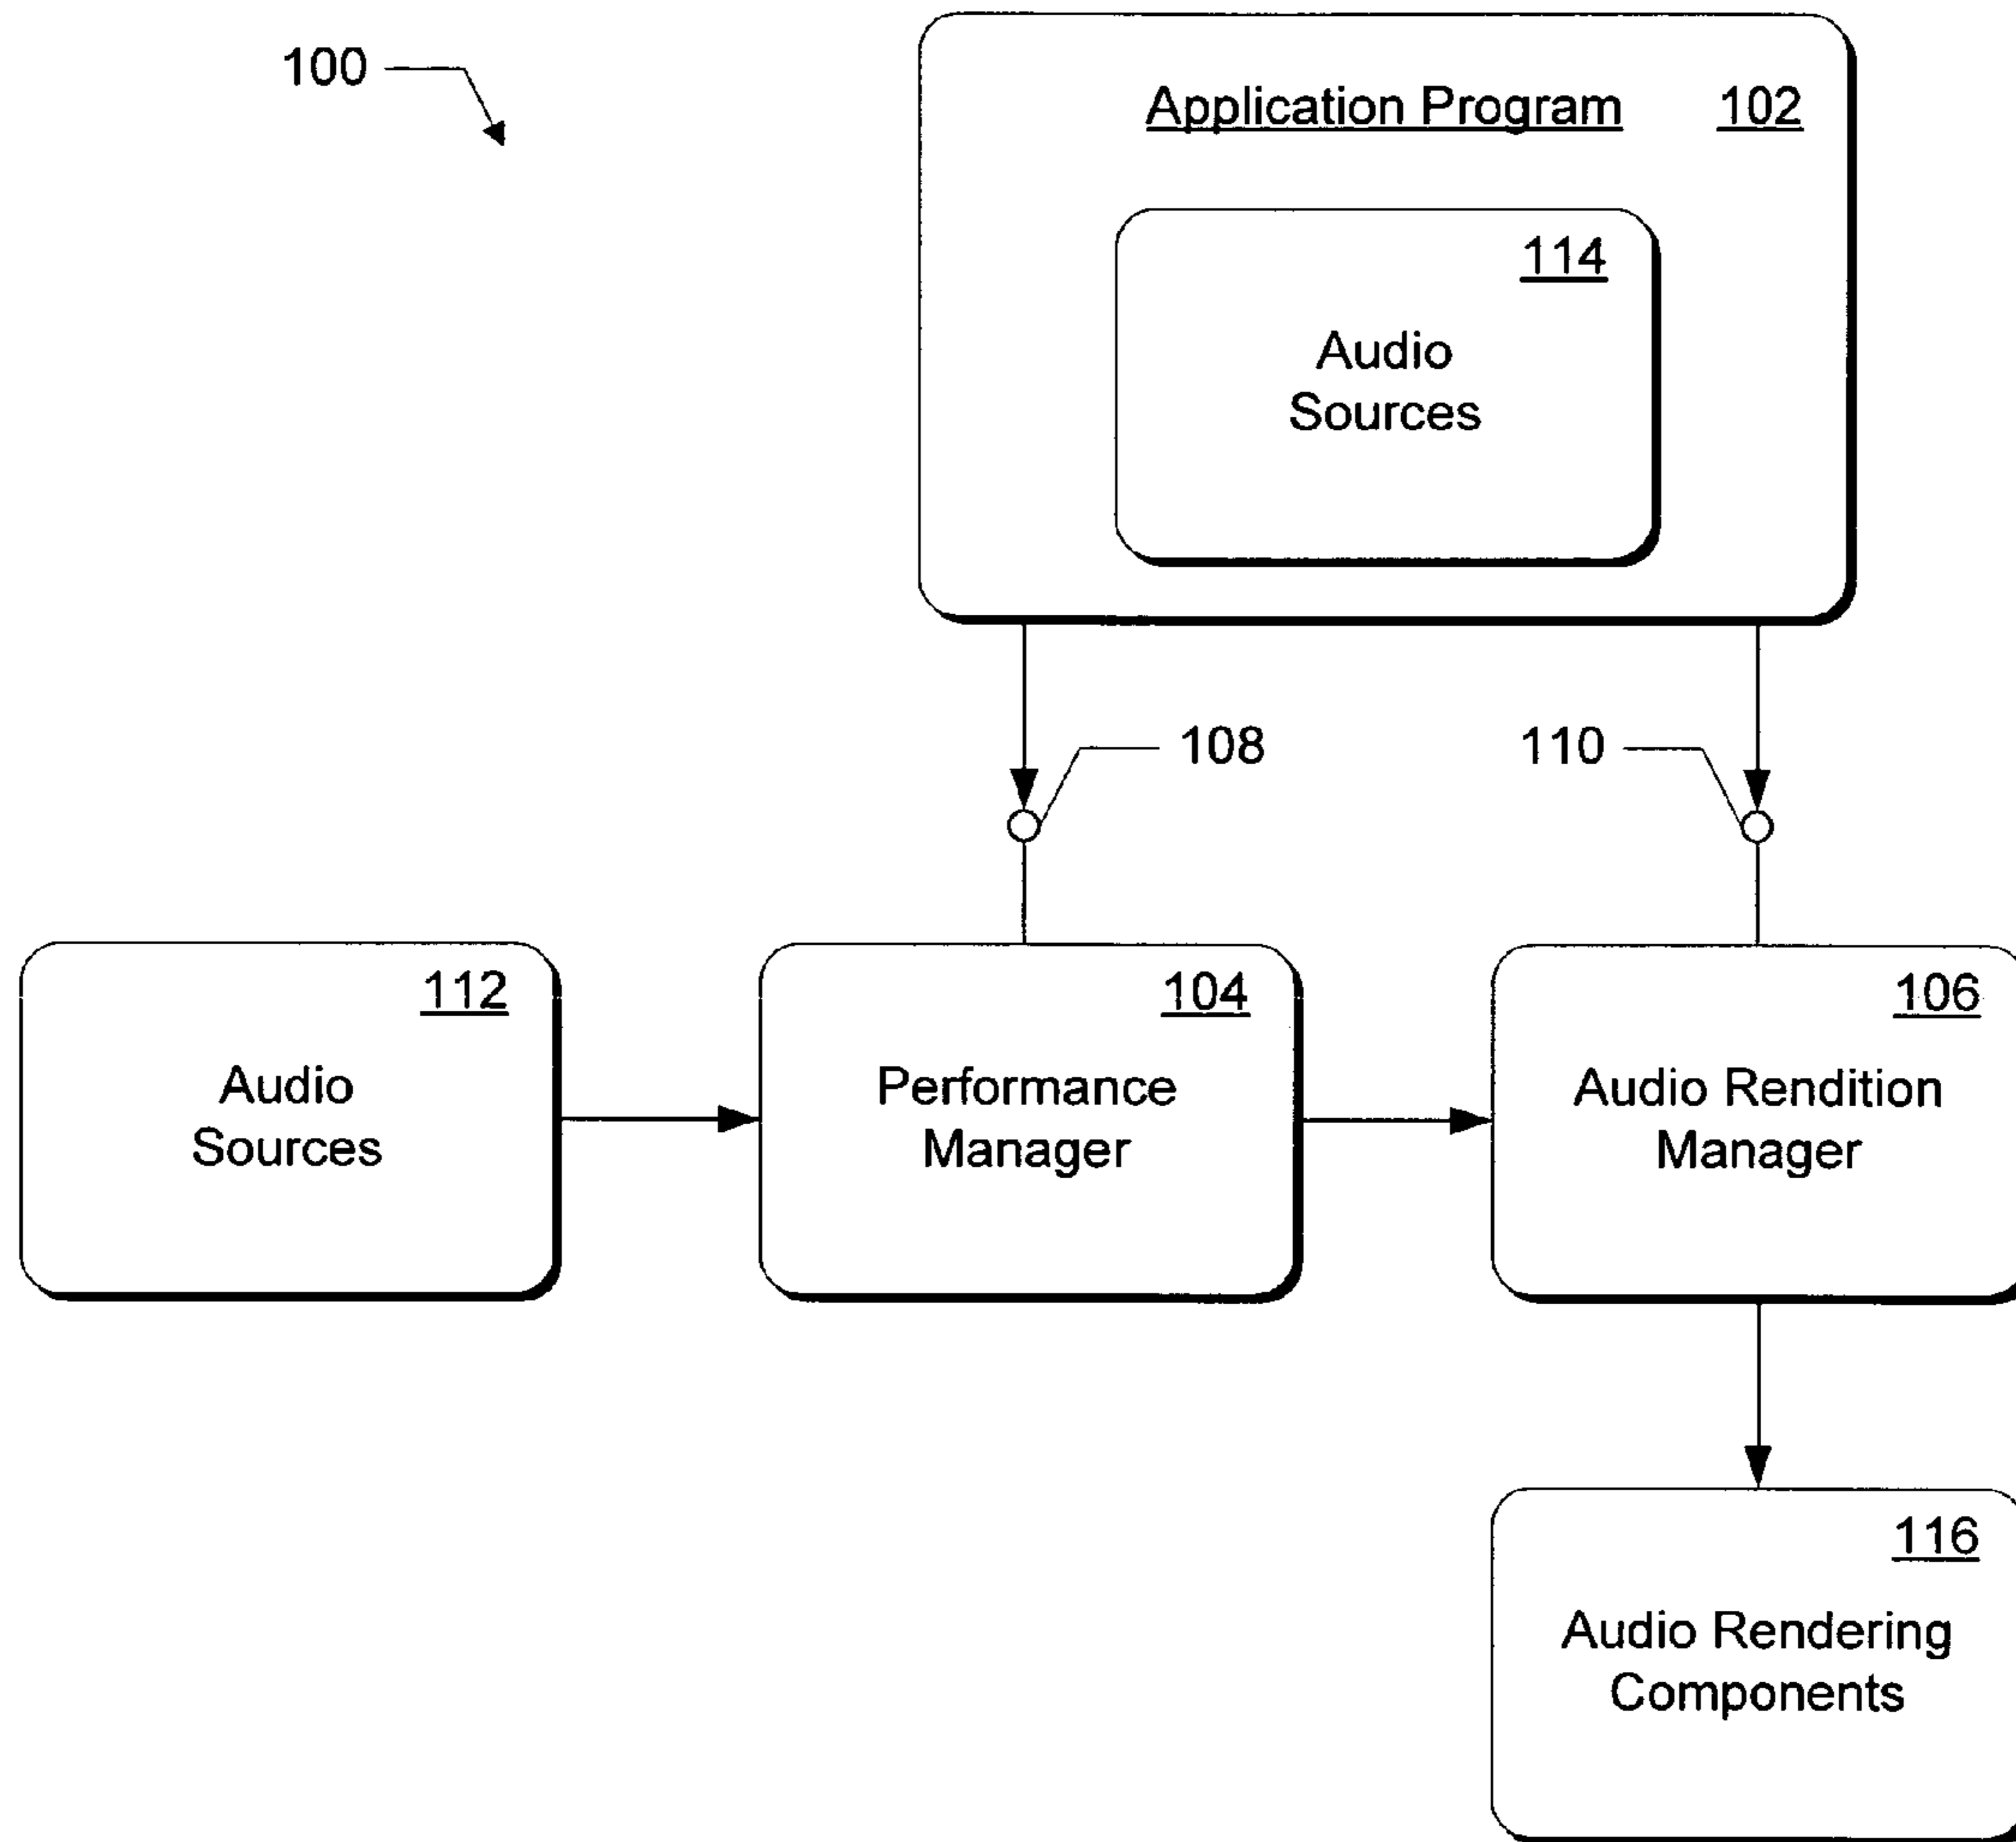 100
Application Program 102
114
Audio
Sources
108
110
112
Audio
Sources
104
Performance
Manager
106
Audio Rendition
Manager
116
Audio Rendering
Components